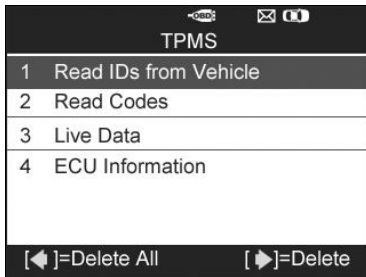 OBD
TPMS
1 Read IDs from Vehicle
2 Read Codes
3 Live Data
4 ECU Information
[◀]=Delete All [▶]=Delete